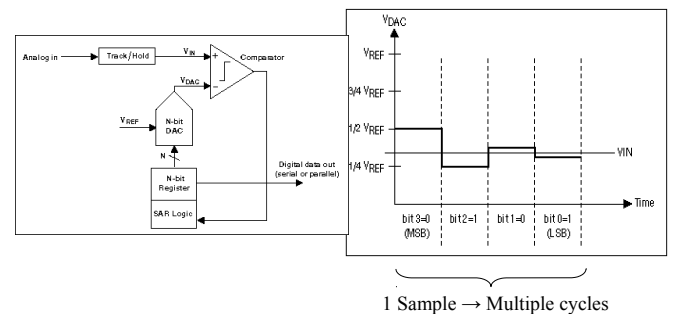 Analog in
Track/Hold
VIN
+
Comparator
VDAC
−
VREF
N-bit
DAC
N
N-bit
Register
Digital data out
(serial or parallel)
SAR Logic
VDAC
VREF
3/4 VREF
1/2 VREF
VIN
1/4 VREF
Time
bit 3=0
(MSB)
bit 2=1
bit 1=0
bit 0=1
(LSB)
1 Sample → Multiple cycles